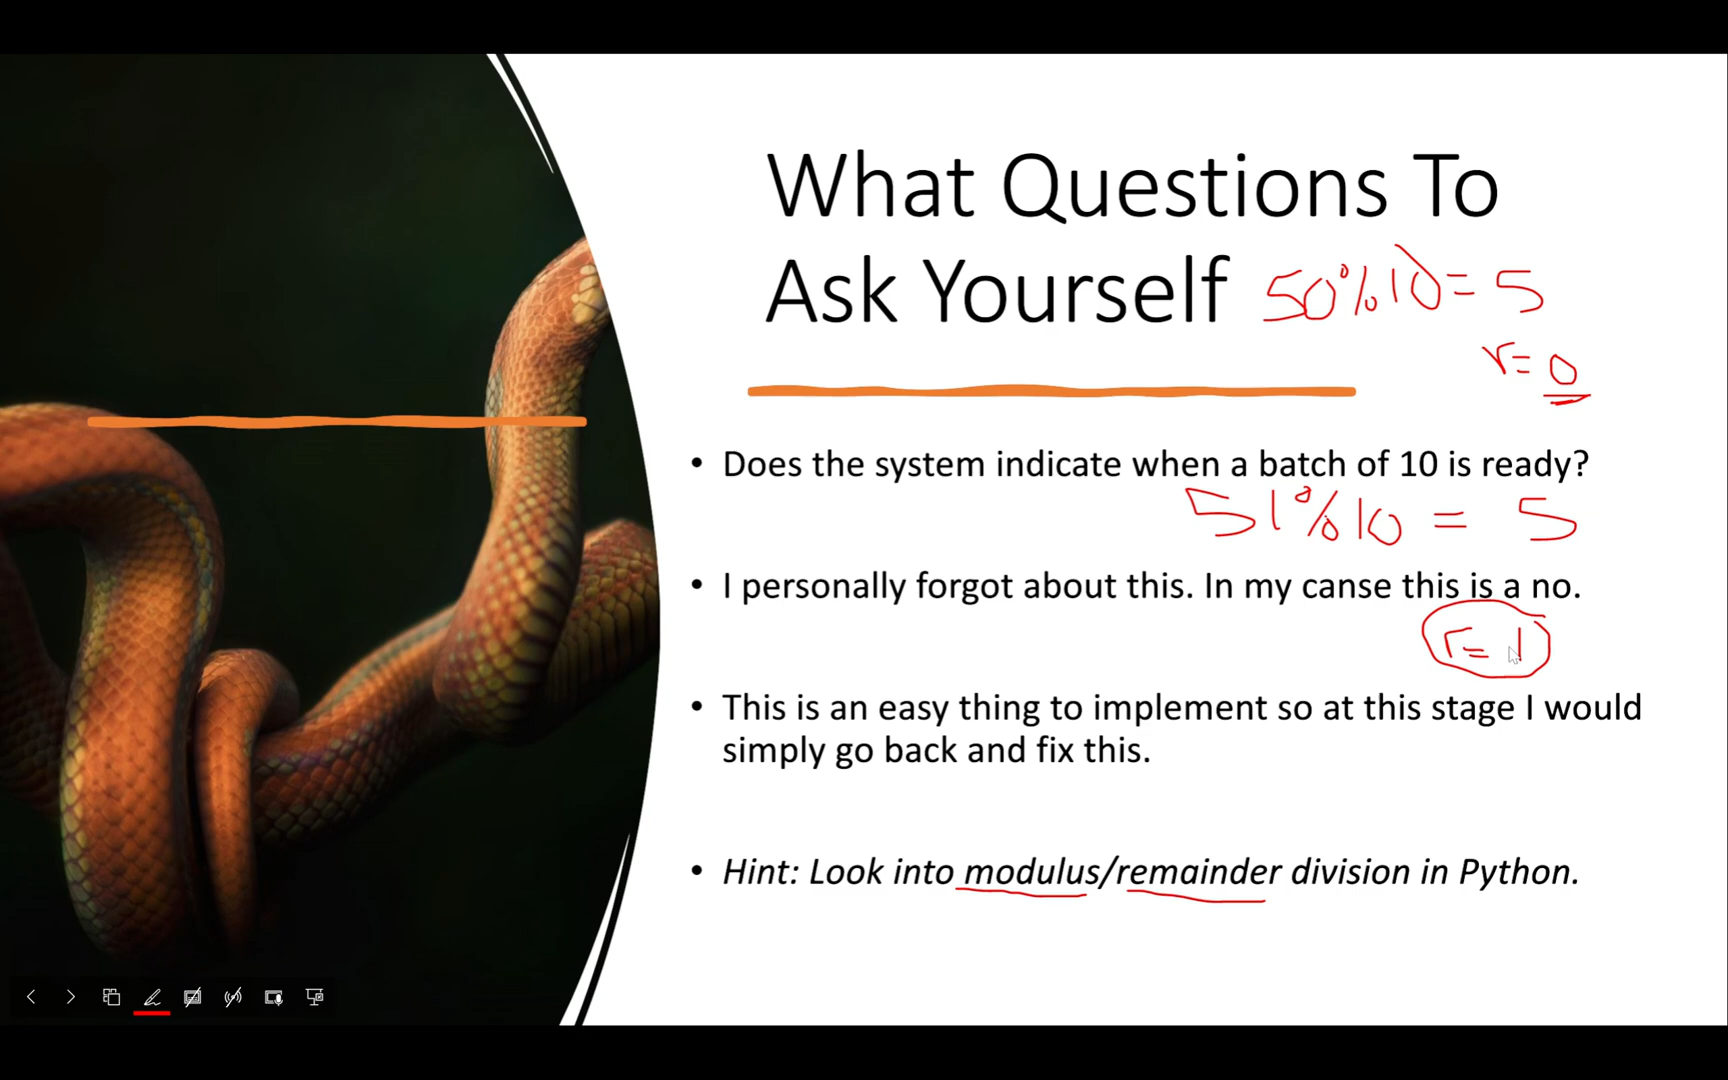 What Questions To
Ask Yourself
50%10 = 5
r = 0
• Does the system indicate when a batch of 10 is ready?
51%10 = 5
• I personally forgot about this. In my canse this is a no.
r = 1
• This is an easy thing to implement so at this stage I would
simply go back and fix this.
• Hint: Look into modulus/remainder division in Python.